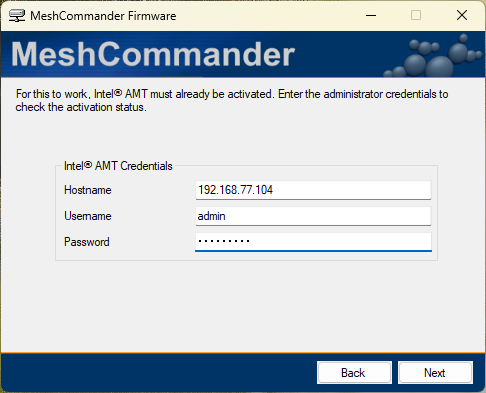 MeshCommander Firmware
MeshCommander
For this to work, Intel® AMT must already be activated. Enter the administrator credentials to
check the activation status.
Intel® AMT Credentials
Hostname 192.168.77.104
Username admin
Password •••••••••
Back Next